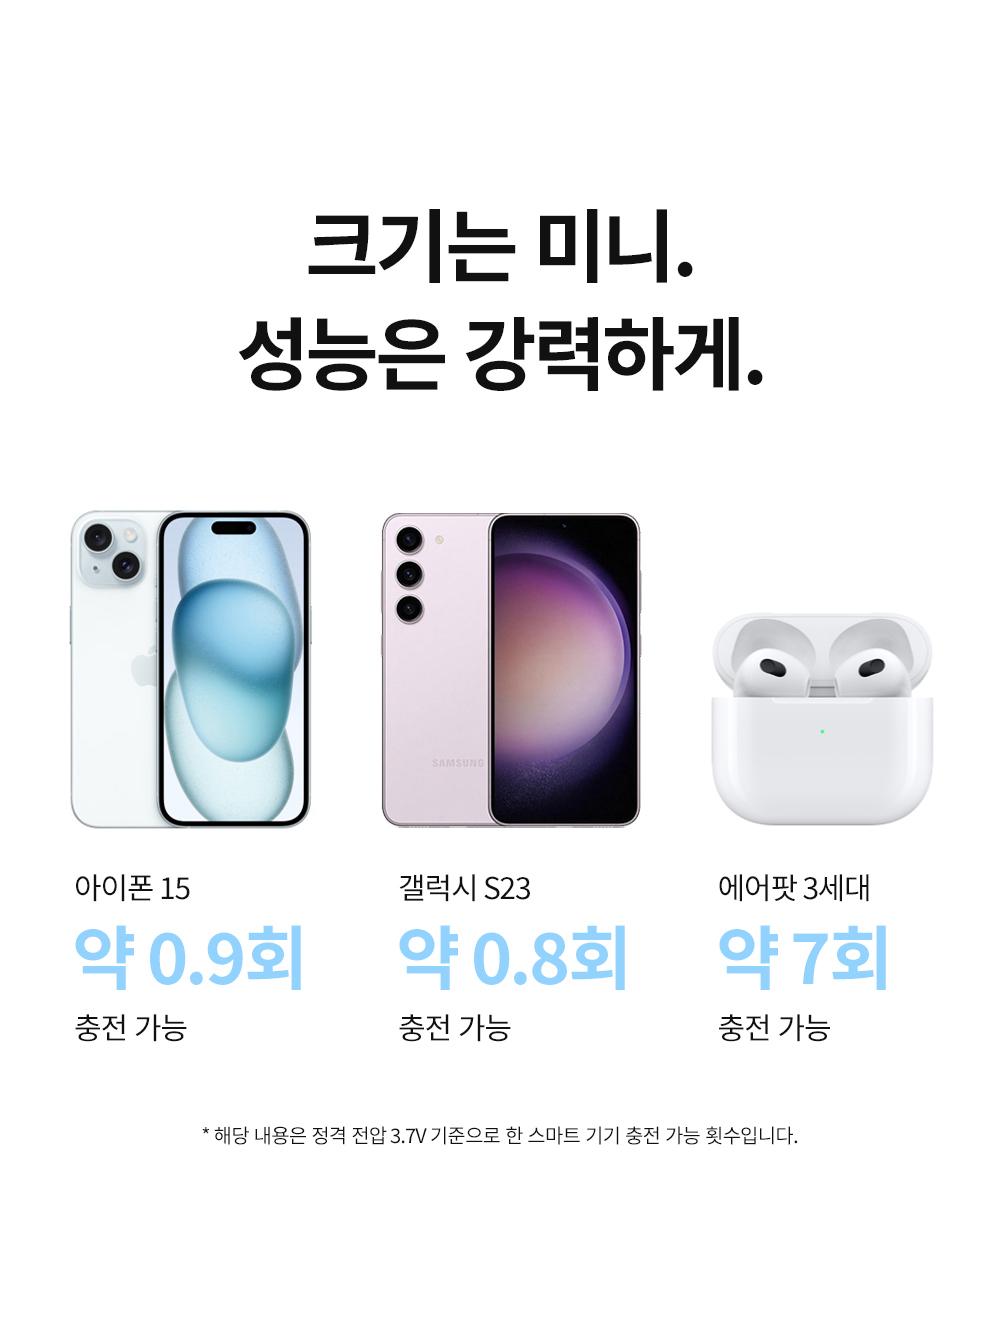 크기는 미니.
성능은 강력하게.
SAMSUNG
아이폰 15
약 0.9회
충전 가능
갤럭시 S23
약 0.8회
충전 가능
에어팟 3세대
약 7회
충전 가능
* 해당 내용은 정격 전압 3.7V 기준으로 한 스마트 기기 충전 가능 횟수입니다.